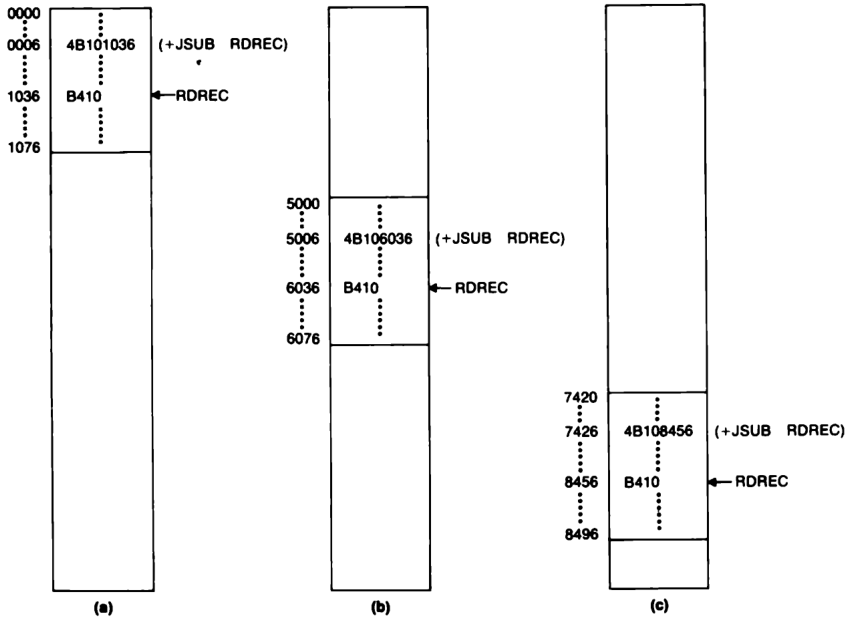 0000
0006 4B101036 (+JSUB RDREC)
1036 B410 RDREC
1076
(a)
5000
5006 4B106036 (+JSUB RDREC)
6036 B410 RDREC
6076
(b)
7420
7426 4B108456 (+JSUB RDREC)
8456 B410 RDREC
8496
(c)